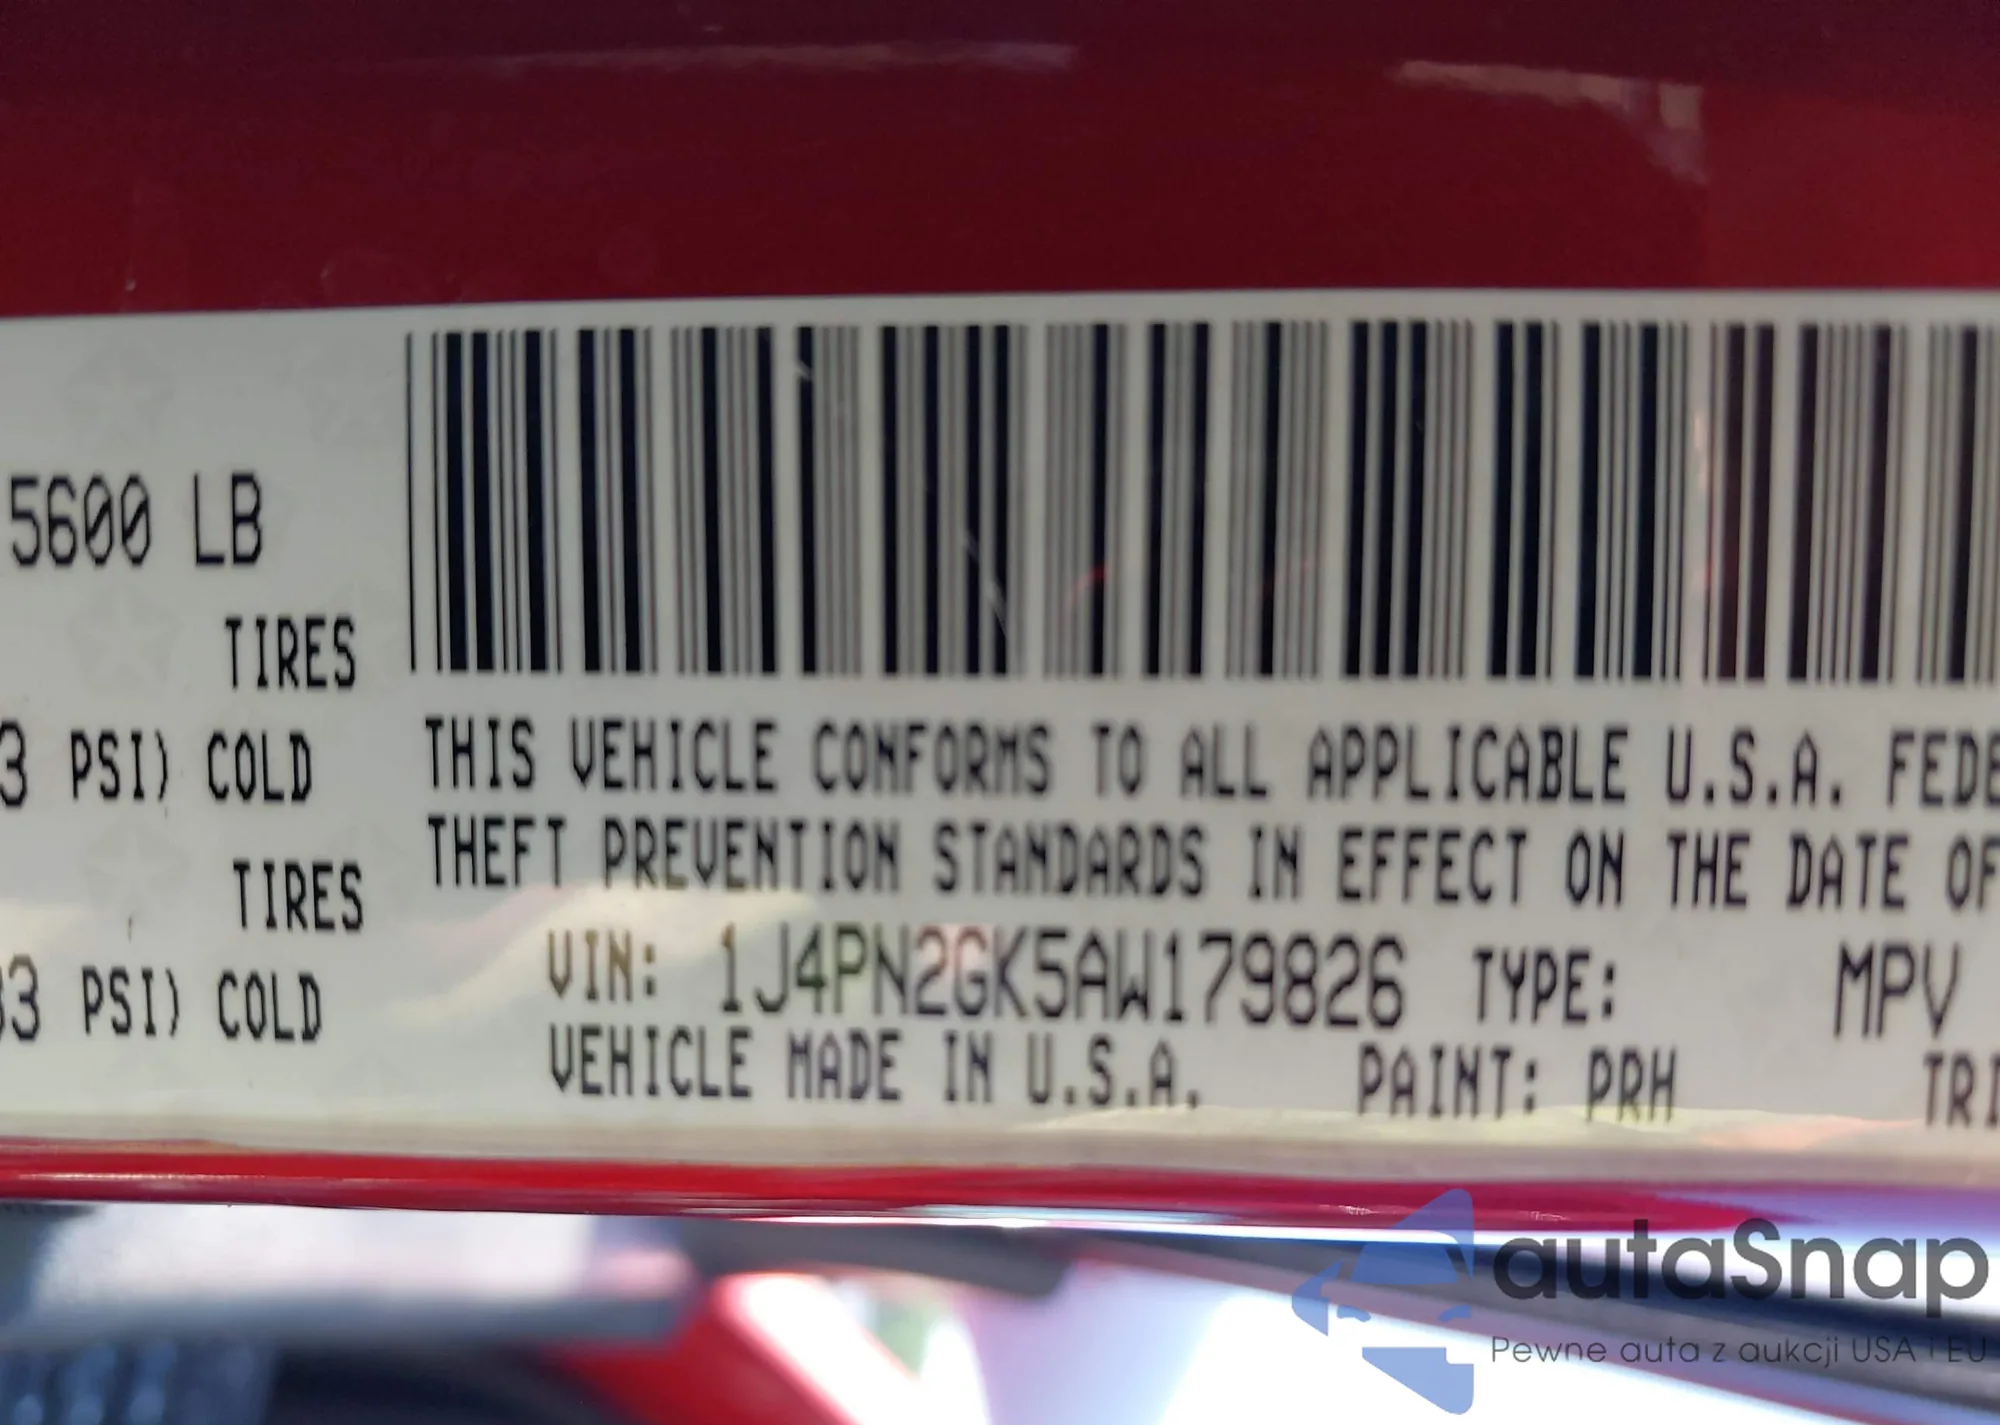 5600 LB
TIRES
3 PSI) COLD
TIRES
33 PSI) COLD
THIS VEHICLE CONFORMS TO ALL APPLICABLE U.S.A. FEDE
THEFT PREVENTION STANDARDS IN EFFECT ON THE DATE OF
VIN: 1J4PN2GK5AW179826 TYPE: MPV
VEHICLE MADE IN U.S.A. PAINT: PRH TRI
autaSnap
Pewne auta z aukcji USA i EU